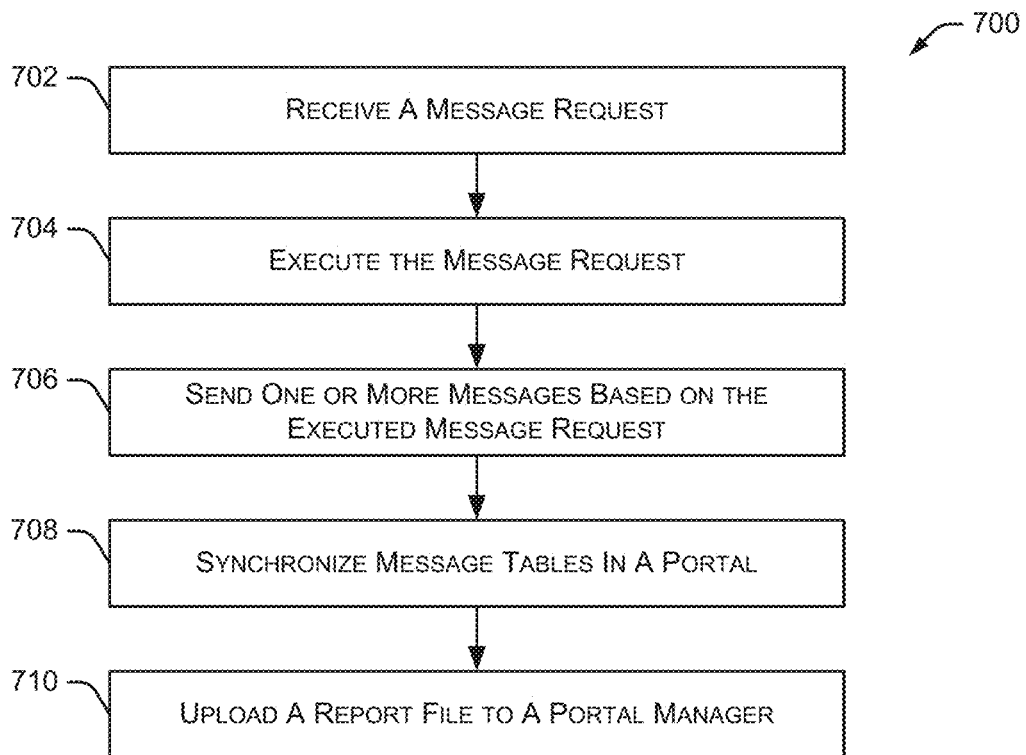 700
702
RECEIVE A MESSAGE REQUEST
704
EXECUTE THE MESSAGE REQUEST
706
SEND ONE OR MORE MESSAGES BASED ON THE
EXECUTED MESSAGE REQUEST
708
SYNCHRONIZE MESSAGE TABLES IN A PORTAL
710
UPLOAD A REPORT FILE TO A PORTAL MANAGER